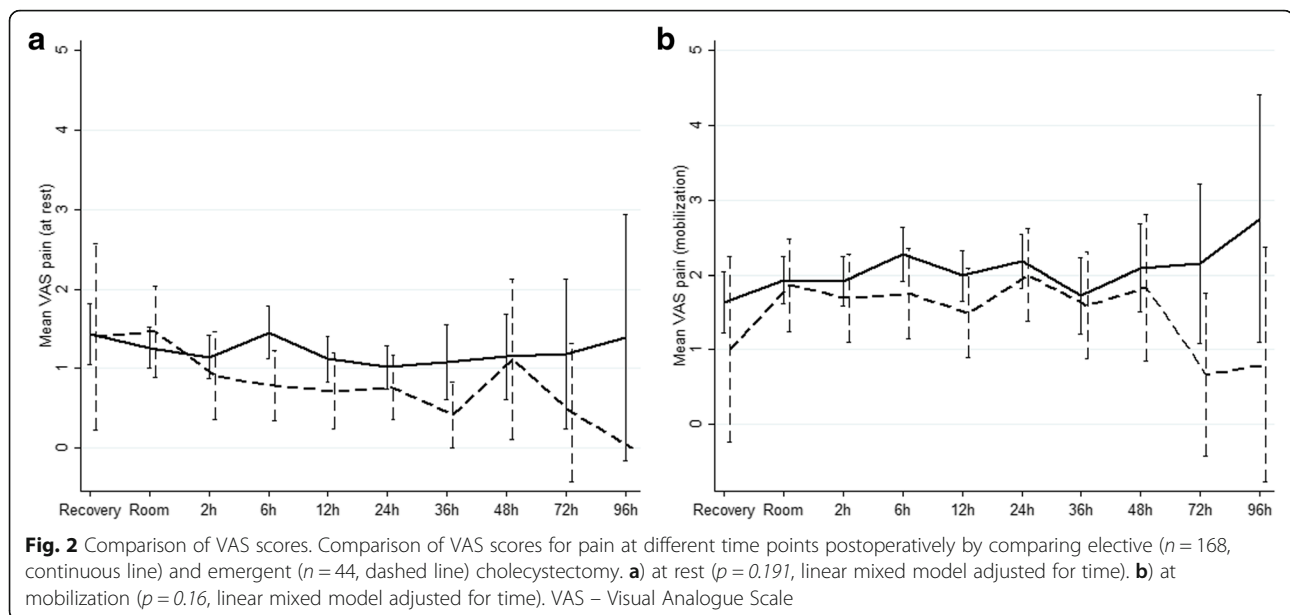 a
5
4
3
2
1
0
Mean VAS pain (at rest)
Recovery Room 2h 6h 12h 24h 36h 48h 72h 96h
b
5
4
3
2
1
0
Mean VAS pain (mobilization)
Recovery Room 2h 6h 12h 24h 36h 48h 72h 96h
Fig. 2 Comparison of VAS scores. Comparison of VAS scores for pain at different time points postoperatively by comparing elective (n = 168,
continuous line) and emergent (n = 44, dashed line) cholecystectomy. a) at rest (p = 0.191, linear mixed model adjusted for time). b) at
mobilization (p = 0.16, linear mixed model adjusted for time). VAS – Visual Analogue Scale